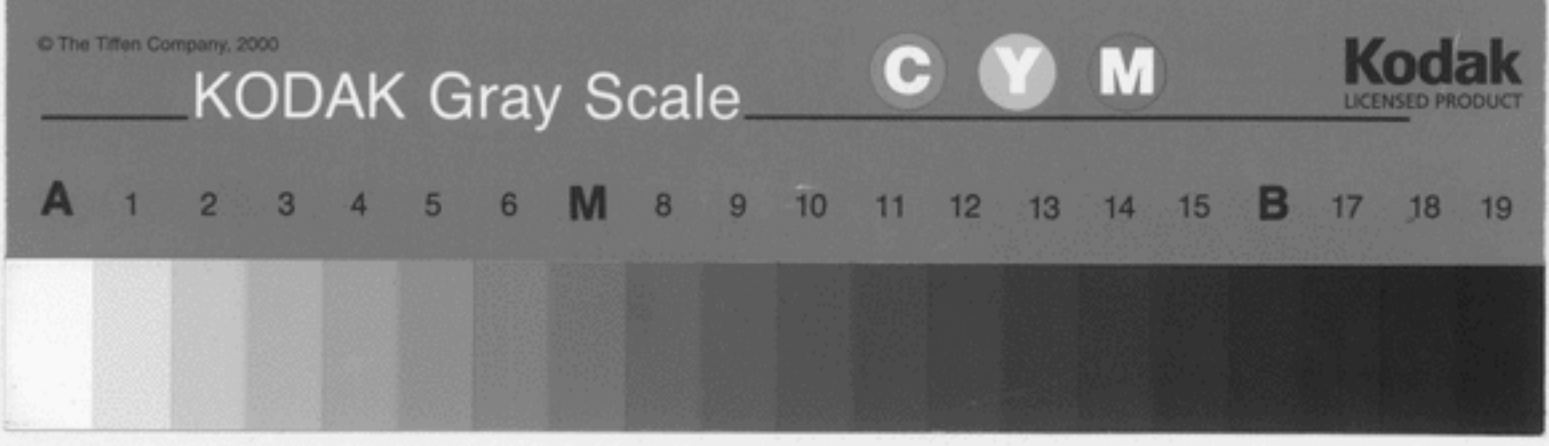 © The Tiffen Company, 2000
KODAK Gray Scale
C Y M
Kodak
LICENSED PRODUCT
A 1 2 3 4 5 6 M 8 9 10 11 12 13 14 15 B 17 18 19